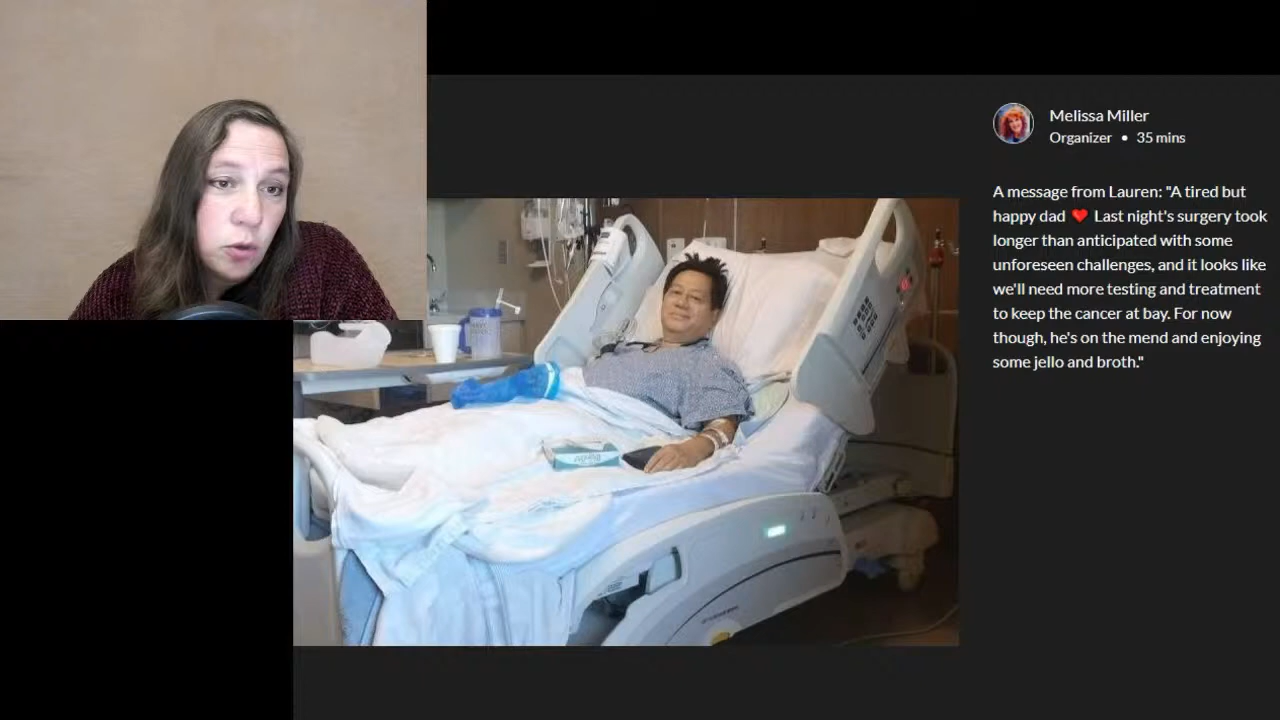 Melissa Miller
Organizer • 35 mins
A message from Lauren: "A tired but
happy dad ❤️ Last night's surgery took
longer than anticipated with some
unforeseen challenges, and it looks like
we'll need more testing and treatment
to keep the cancer at bay. For now
though, he's on the mend and enjoying
some jello and broth."